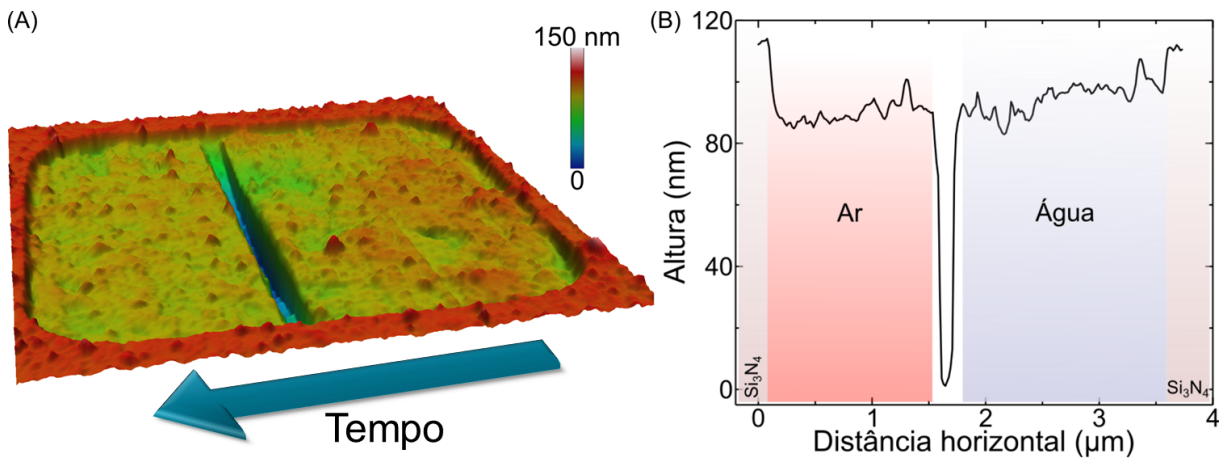 (A)
150 nm
0
Tempo
(B)
120
80
40
0
Altura (nm)
Ar
Água
Si₃N₄
Si₃N₄
0 1 2 3 4
Distância horizontal (µm)